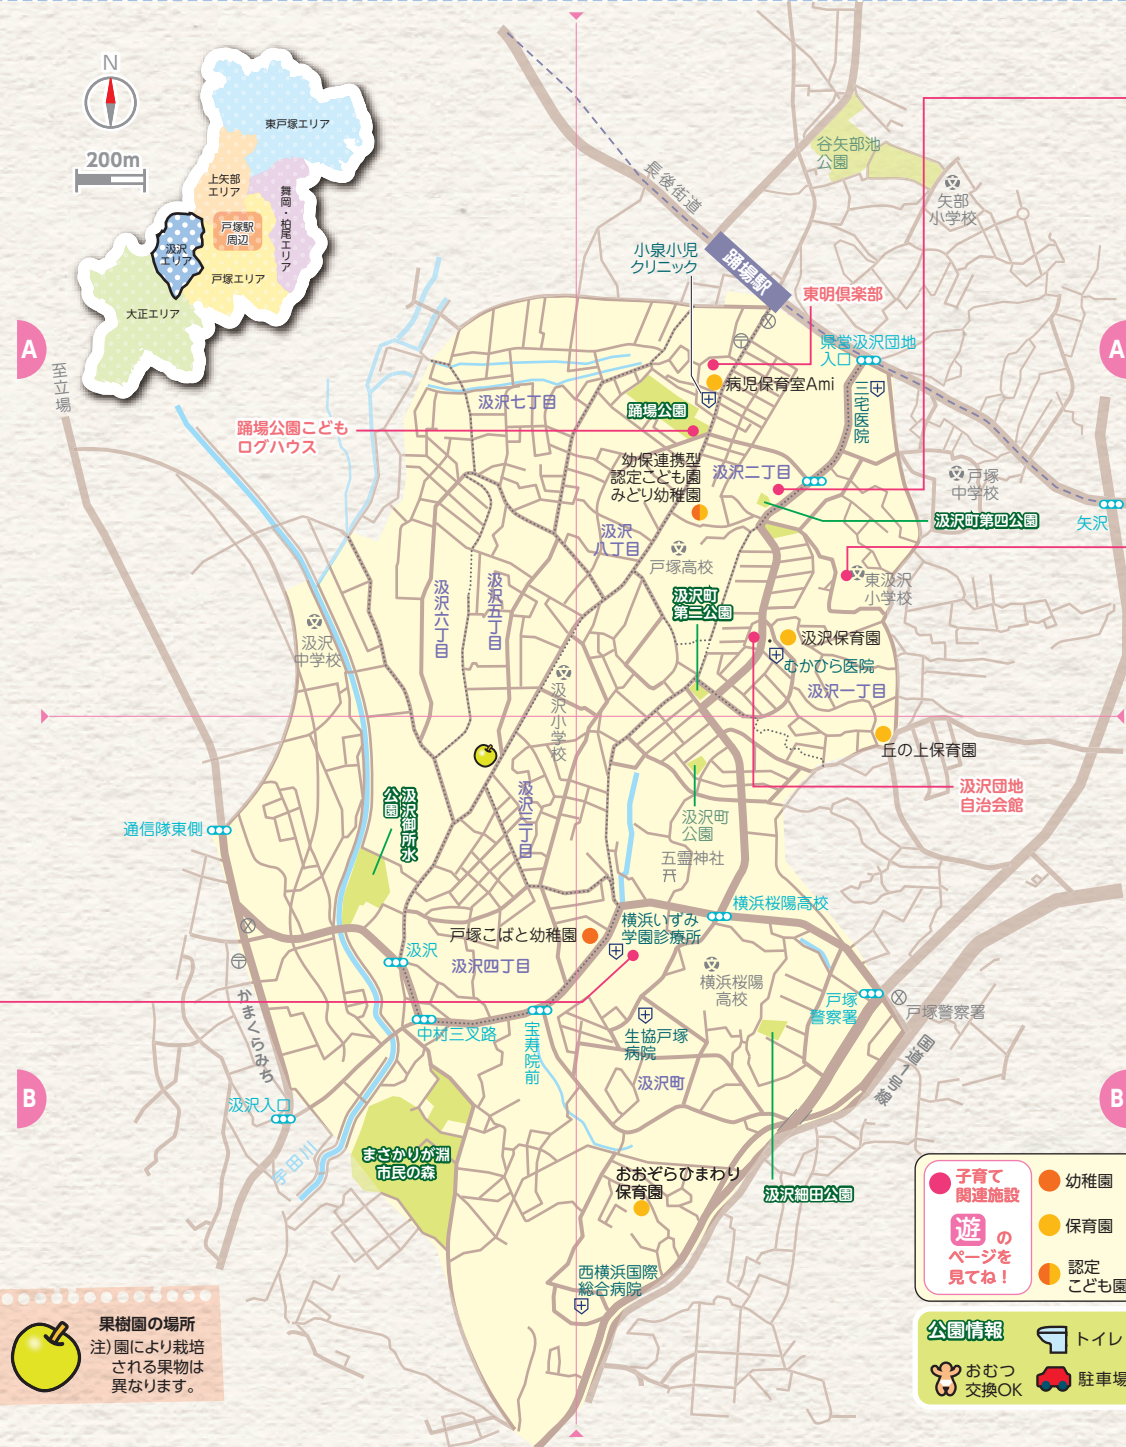 N
200m
東戸塚エリア
上矢部
エリア
舞岡・柏尾エリア
戸塚駅
周辺
汲沢
エリア
戸塚エリア
大正エリア
谷矢部池
公園
長後街道
矢部
小学校
小泉小児
クリニック
踊場駅
東明倶楽部
A
A
至立場
県営汲沢団地
入口
病児保育室Ami
三宅医院
汲沢七丁目
踊場公園
踊場公園こども
ログハウス
幼保連携型
認定こども園
みどり幼稚園
汲沢二丁目
戸塚
中学校
矢沢
汲沢町第四公園
汲沢
八丁目
戸塚高校
東汲沢
小学校
汲沢六丁目
汲沢五丁目
汲沢町
第二公園
汲沢
中学校
汲沢保育園
むかひら医院
汲沢一丁目
汲沢小学校
丘の上保育園
汲沢団地
自治会館
汲沢御所水
公園
汲沢三丁目
汲沢町
公園
通信隊東側
五霊神社
横浜桜陽高校
戸塚こばと幼稚園
横浜いずみ
学園診療所
汲沢
汲沢四丁目
横浜桜陽
高校
戸塚
警察署
戸塚警察署
かまくらみち
中村三叉路
宝寿院前
生協戸塚
病院
国道1号線
汲沢町
B
B
汲沢入口
宇田川
まさかりが淵
市民の森
おおぞらひまわり
保育園
汲沢細田公園
西横浜国際
総合病院
子育て
関連施設
遊の
ページを
見てね!
幼稚園
保育園
認定
こども園
果樹園の場所
注)園により栽培
される果物は
異なります。
公園情報
トイレ
おむつ
交換OK
駐車場